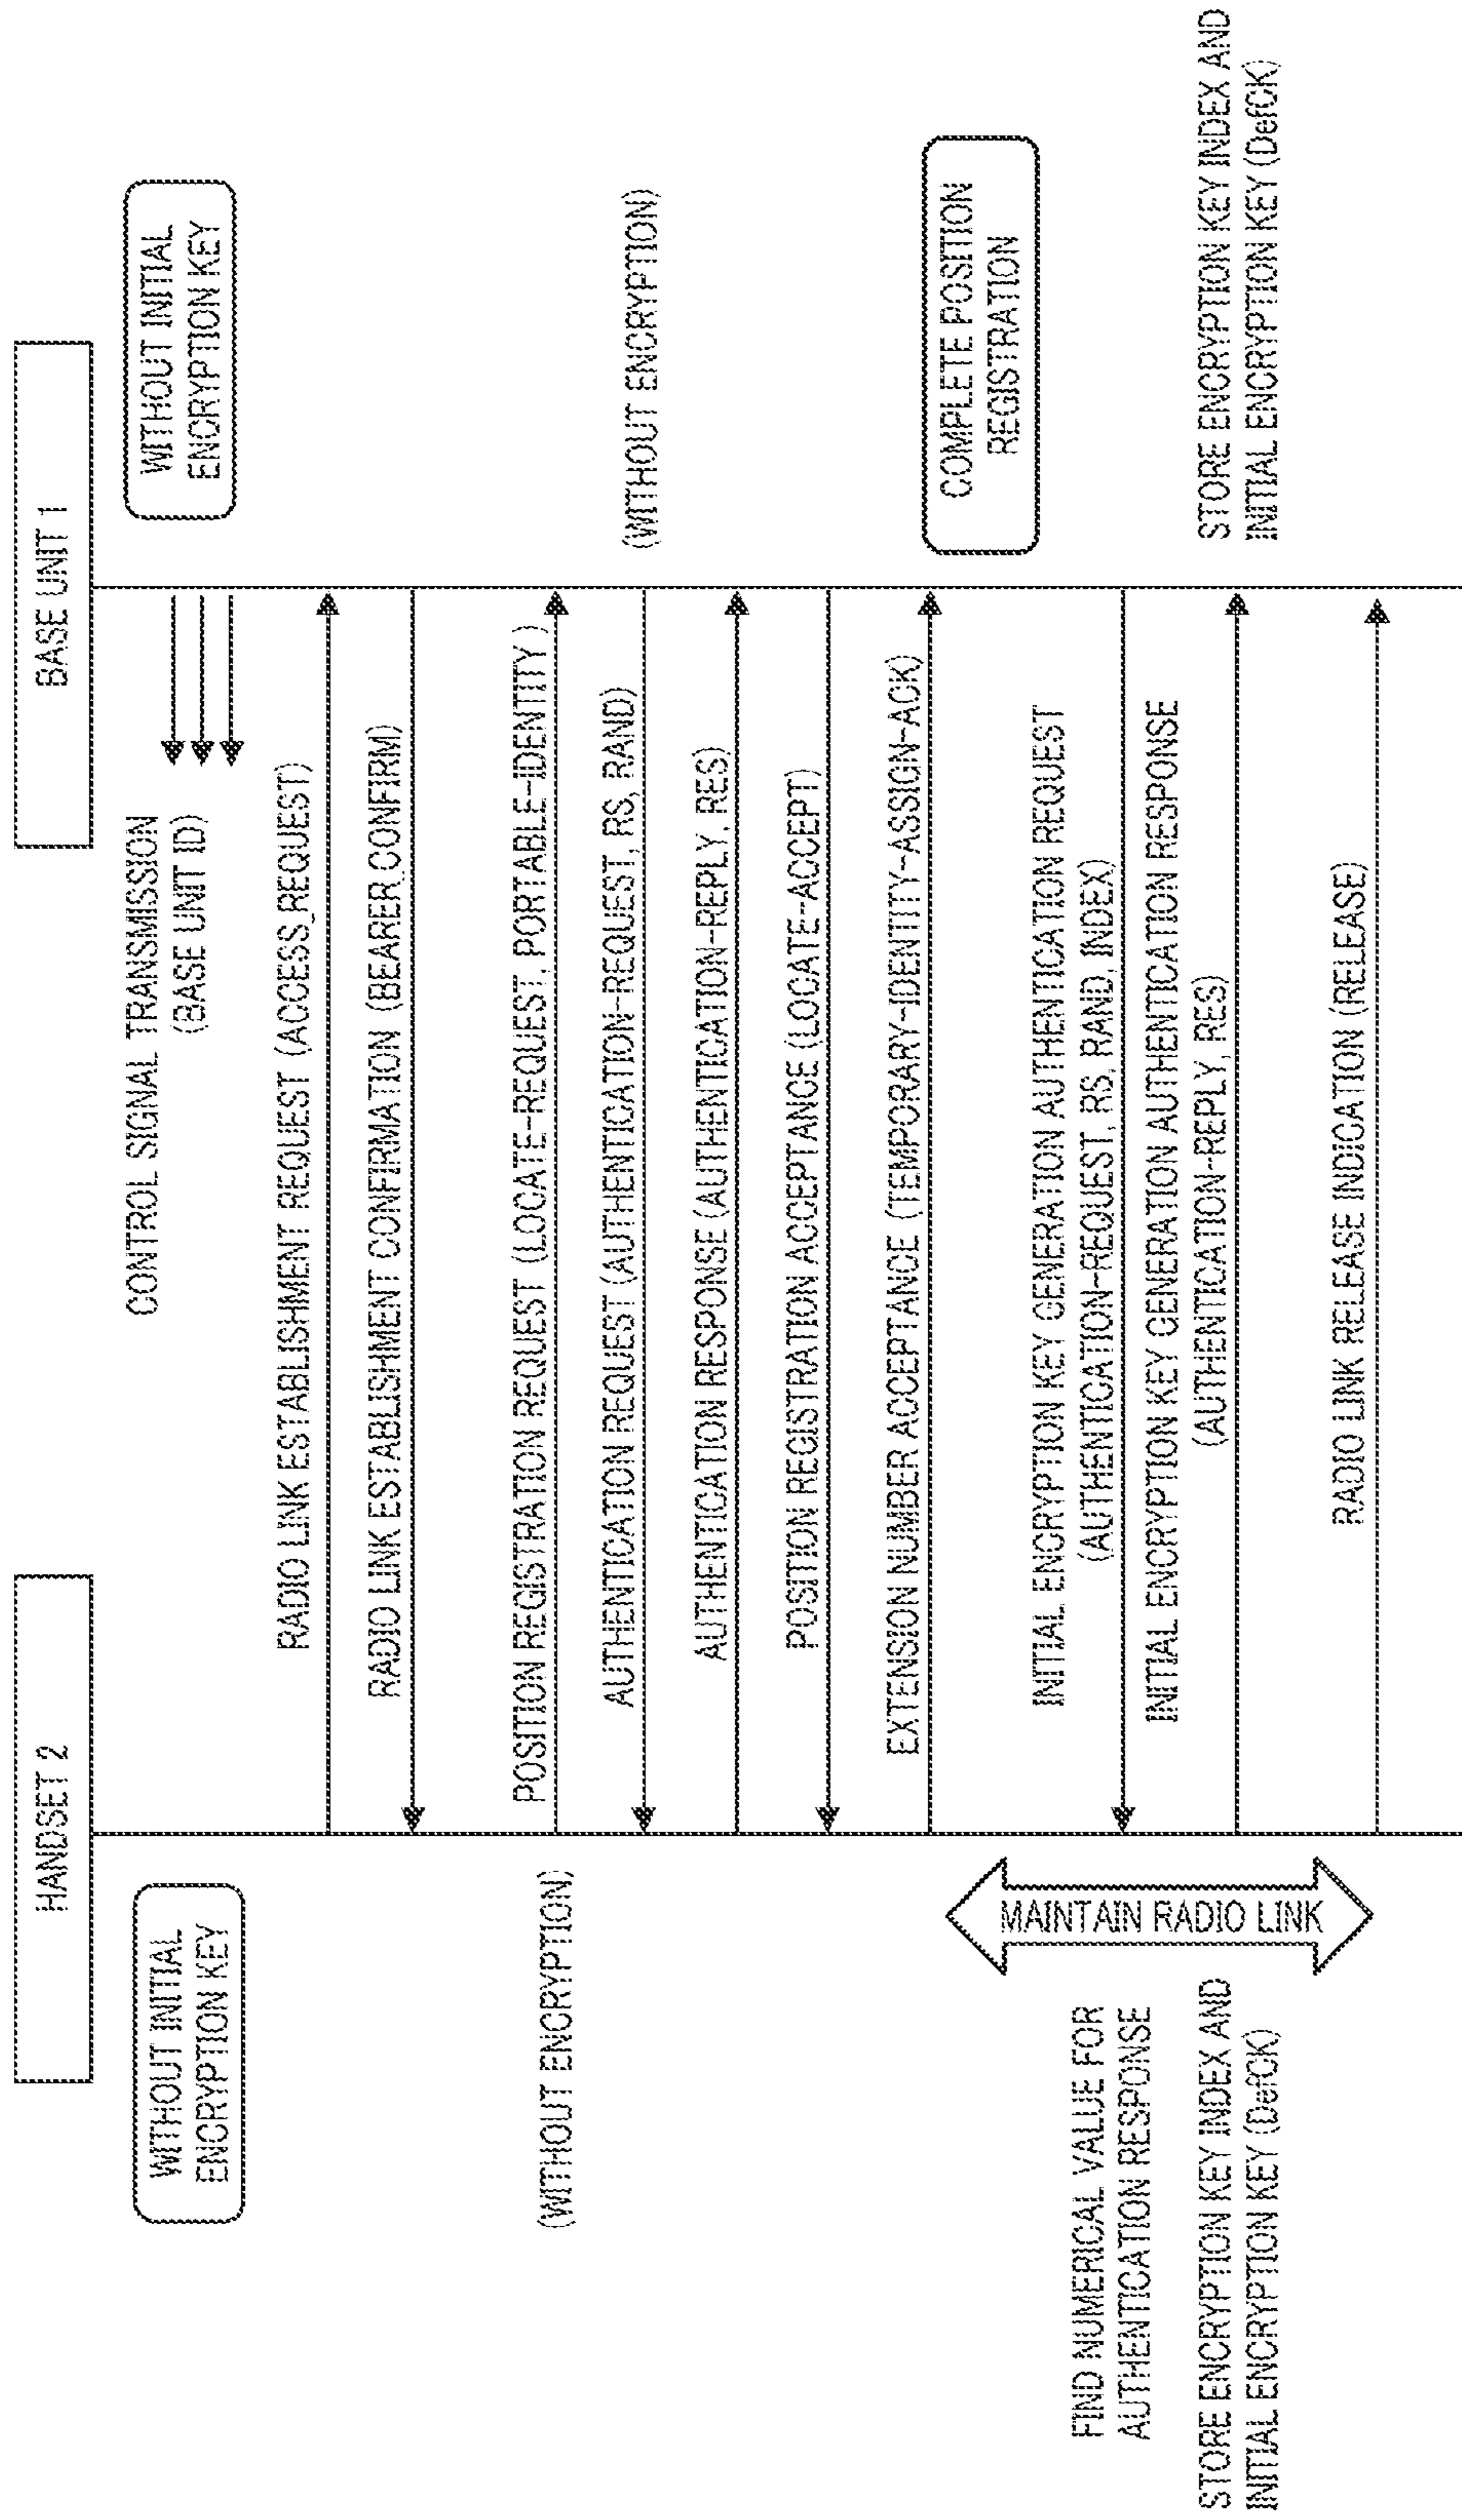 HANDSET 2
BASE UNIT 1
WITHOUT INITIAL
ENCRYPTION KEY
CONTROL SIGNAL TRANSMISSION
(BASE UNIT ID)
WITHOUT INITIAL
ENCRYPTION KEY
RADIO LINK ESTABLISHMENT REQUEST (ACCESS_REQUEST)
RADIO LINK ESTABLISHMENT CONFIRMATION (BEARER_CONFIRM)
(WITHOUT ENCRYPTION)
POSITION REGISTRATION REQUEST (LOCATE-REQUEST, PORTABLE-IDENTITY )
AUTHENTICATION REQUEST (AUTHENTICATION-REQUEST, RS, RAND)
(WITHOUT ENCRYPTION)
AUTHENTICATION RESPONSE (AUTHENTICATION-REPLY, RES)
POSITION REGISTRATION ACCEPTANCE (LOCATE-ACCEPT)
EXTENSION NUMBER ACCEPTANCE (TEMPORARY-IDENTITY-ASSIGN-ACK)
COMPLETE POSITION
REGISTRATION
MAINTAIN RADIO LINK
INITIAL ENCRYPTION KEY GENERATION AUTHENTICATION REQUEST
(AUTHENTICATION-REQUEST, RS, RAND, INDEX)
FIND NUMERICAL VALUE FOR
AUTHENTICATION RESPONSE
INITIAL ENCRYPTION KEY GENERATION AUTHENTICATION RESPONSE
(AUTHENTICATION-REPLY, RES)
STORE ENCRYPTION KEY INDEX AND
INITIAL ENCRYPTION KEY (DefCK)
STORE ENCRYPTION KEY INDEX AND
INITIAL ENCRYPTION KEY (DefCK)
RADIO LINK RELEASE INDICATION (RELEASE)